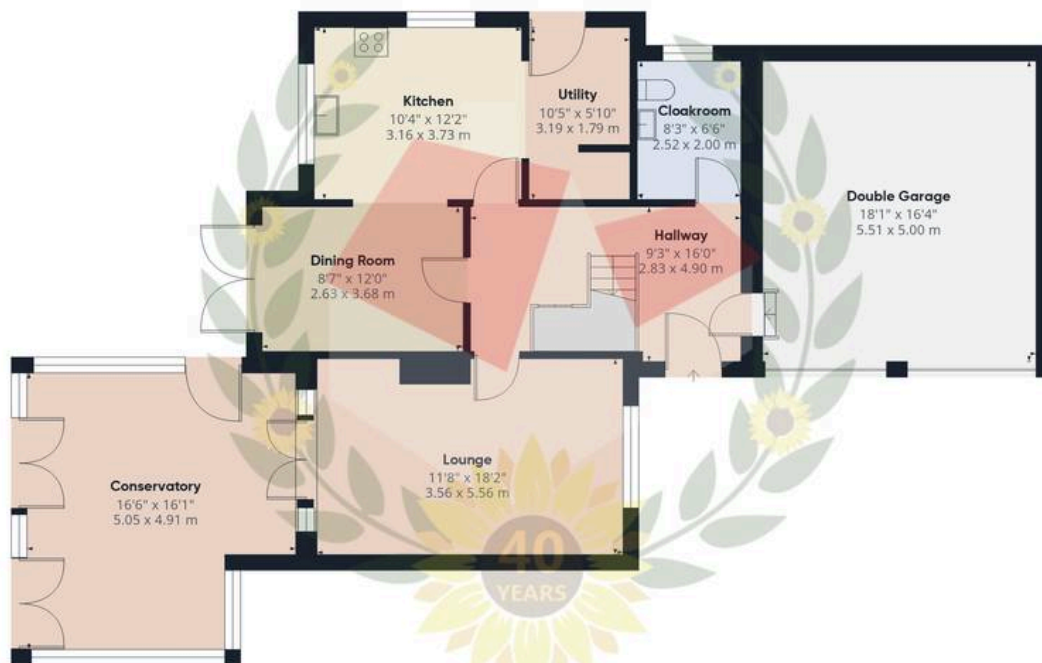 Kitchen
10'4" x 12'2"
3.16 x 3.73 m
Utility
10'5" x 5'10"
3.19 x 1.79 m
Cloakroom
8'3" x 6'6"
2.52 x 2.00 m
Double Garage
18'1" x 16'4"
5.51 x 5.00 m
Hallway
9'3" x 16'0"
2.83 x 4.90 m
Dining Room
8'7" x 12'0"
2.63 x 3.68 m
Lounge
11'8" x 18'2"
3.56 x 5.56 m
Conservatory
16'6" x 16'1"
5.05 x 4.91 m
40
YEARS